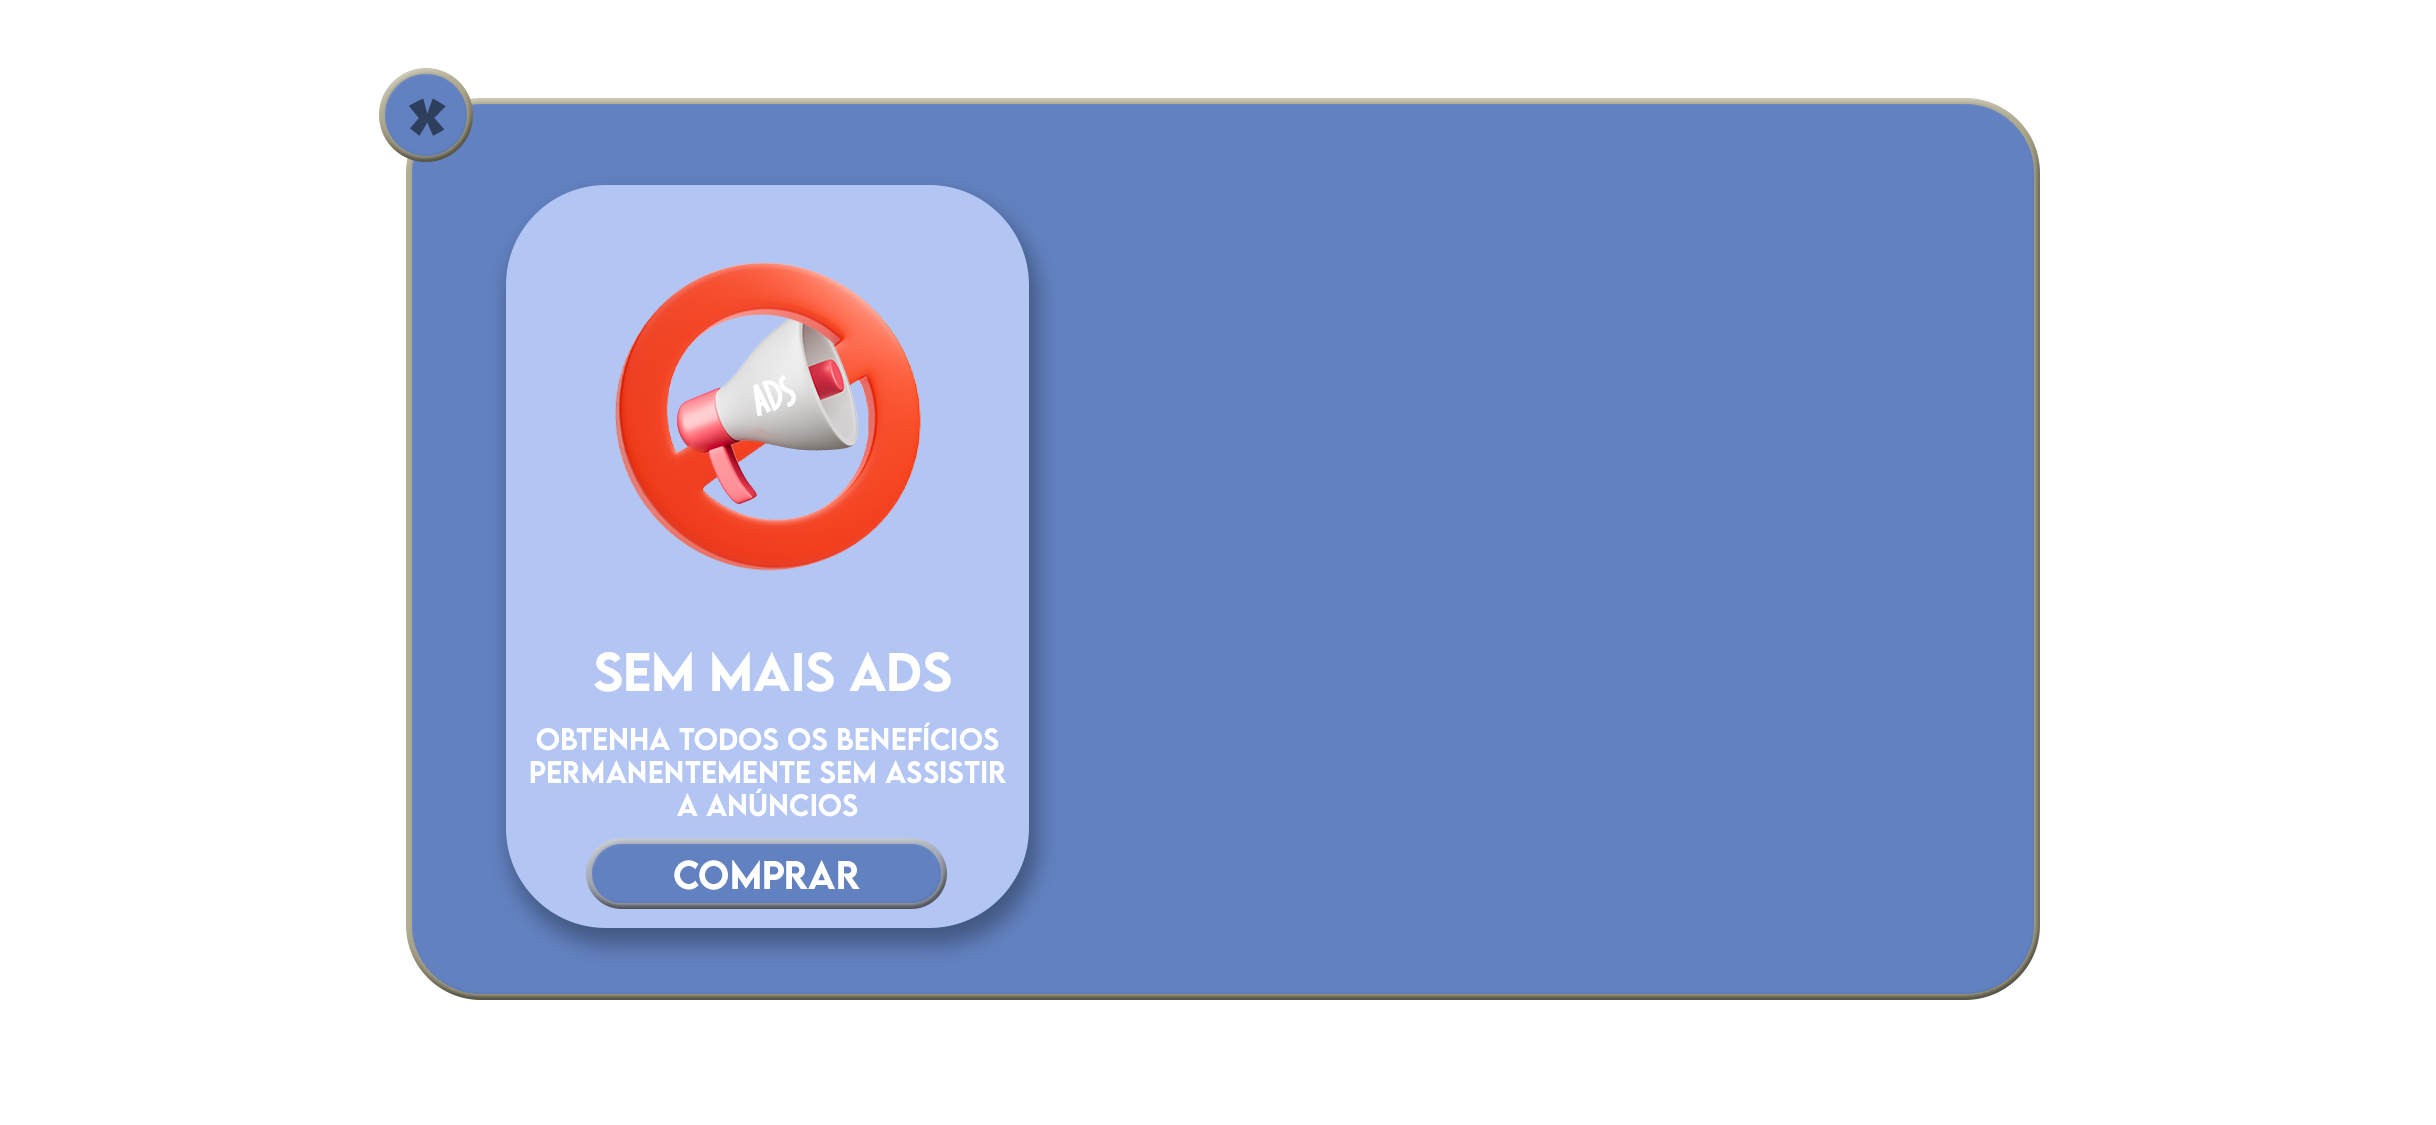 X
ADS
SEM MAIS ADS
OBTENHA TODOS OS BENEFÍCIOS
PERMANENTEMENTE SEM ASSISTIR
A ANÚNCIOS
COMPRAR